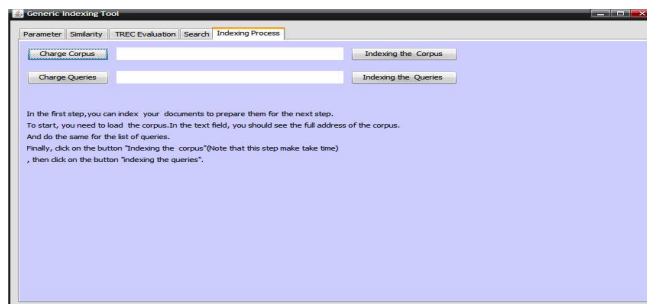 Generic Indexing Tool
Parameter Similarity TREC Evaluation Search Indexing Process
Charge Corpus Indexing the Corpus
Charge Queries Indexing the Queries
In the first step,you can index your documents to prepare them for the next step.
To start, you need to load the corpus.In the text field, you should see the full address of the corpus.
And do the same for the list of queries.
Finally, click on the button "Indexing the corpus"(Note that this step make take time)
, then click on the button "indexing the queries".